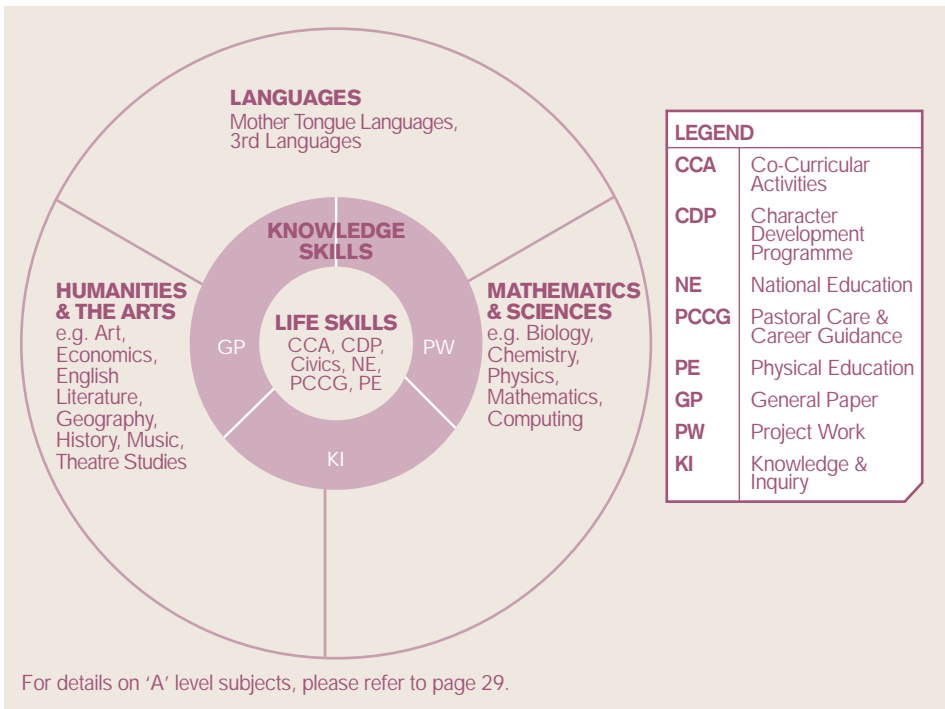 LANGUAGES
Mother Tongue Languages,
3rd Languages
KNOWLEDGE
SKILLS
HUMANITIES
& THE ARTS
e.g. Art,
Economics,
English
Literature,
Geography,
History, Music,
Theatre Studies
GP
LIFE SKILLS
CCA, CDP,
Civics, NE,
PCCG, PE
PW
KI
MATHEMATICS
& SCIENCES
e.g. Biology,
Chemistry,
Physics,
Mathematics,
Computing
LEGEND
CCA Co-Curricular
Activities
CDP Character
Development
Programme
NE National Education
PCCG Pastoral Care &
Career Guidance
PE Physical Education
GP General Paper
PW Project Work
KI Knowledge &
Inquiry
For details on ‘A’ level subjects, please refer to page 29.